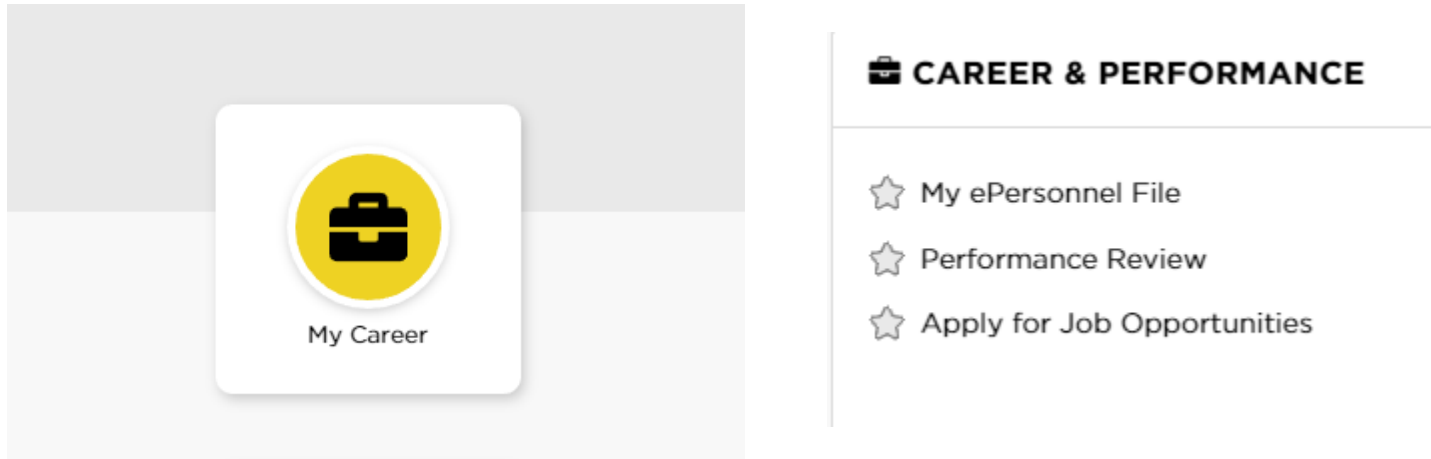 My Career
CAREER & PERFORMANCE
My ePersonnel File
Performance Review
Apply for Job Opportunities